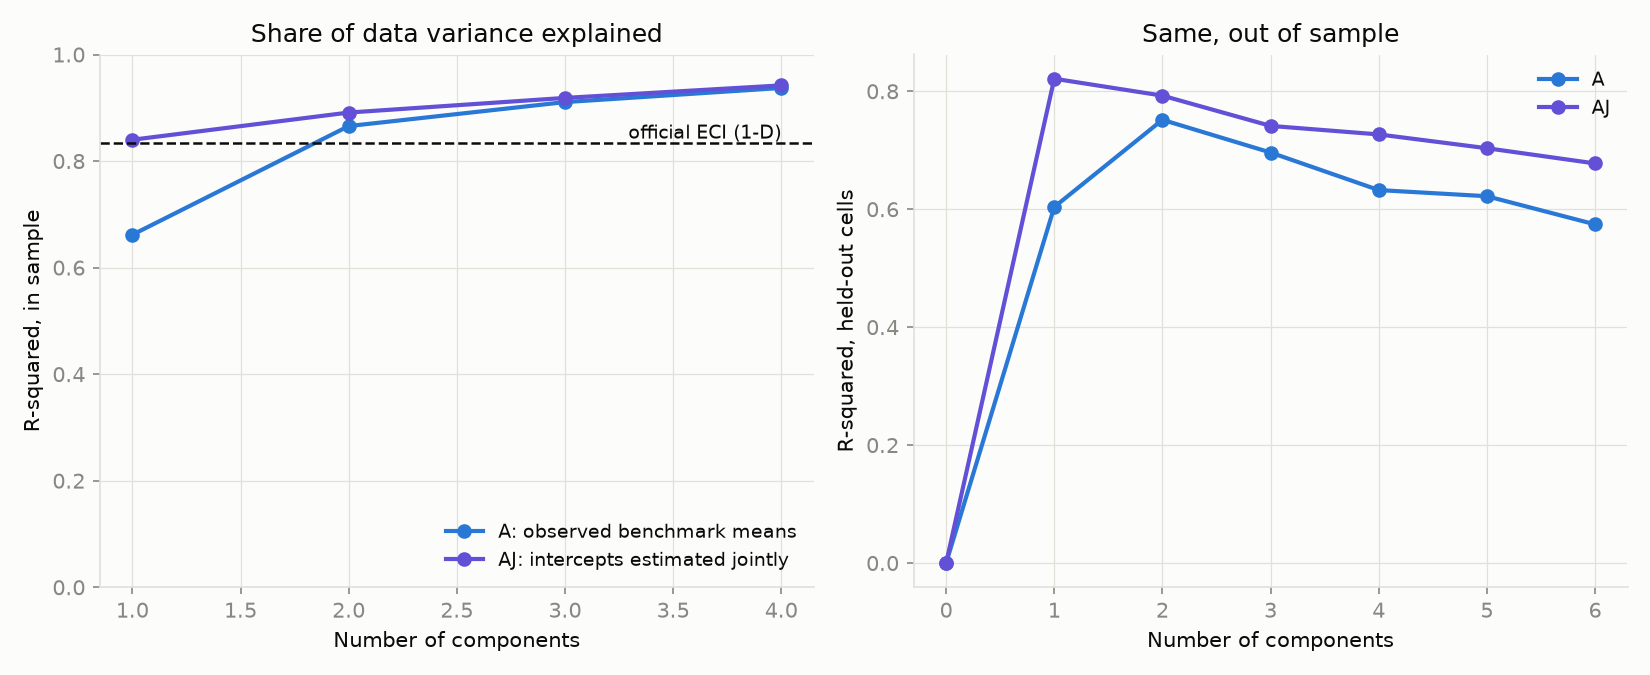 Share of data variance explained
R-squared, in sample
1.0
0.8
0.6
0.4
0.2
0.0
official ECI (1-D)
A: observed benchmark means
AJ: intercepts estimated jointly
1.0 1.5 2.0 2.5 3.0 3.5 4.0
Number of components
Same, out of sample
R-squared, held-out cells
0.8
0.6
0.4
0.2
0.0
A
AJ
0 1 2 3 4 5 6
Number of components